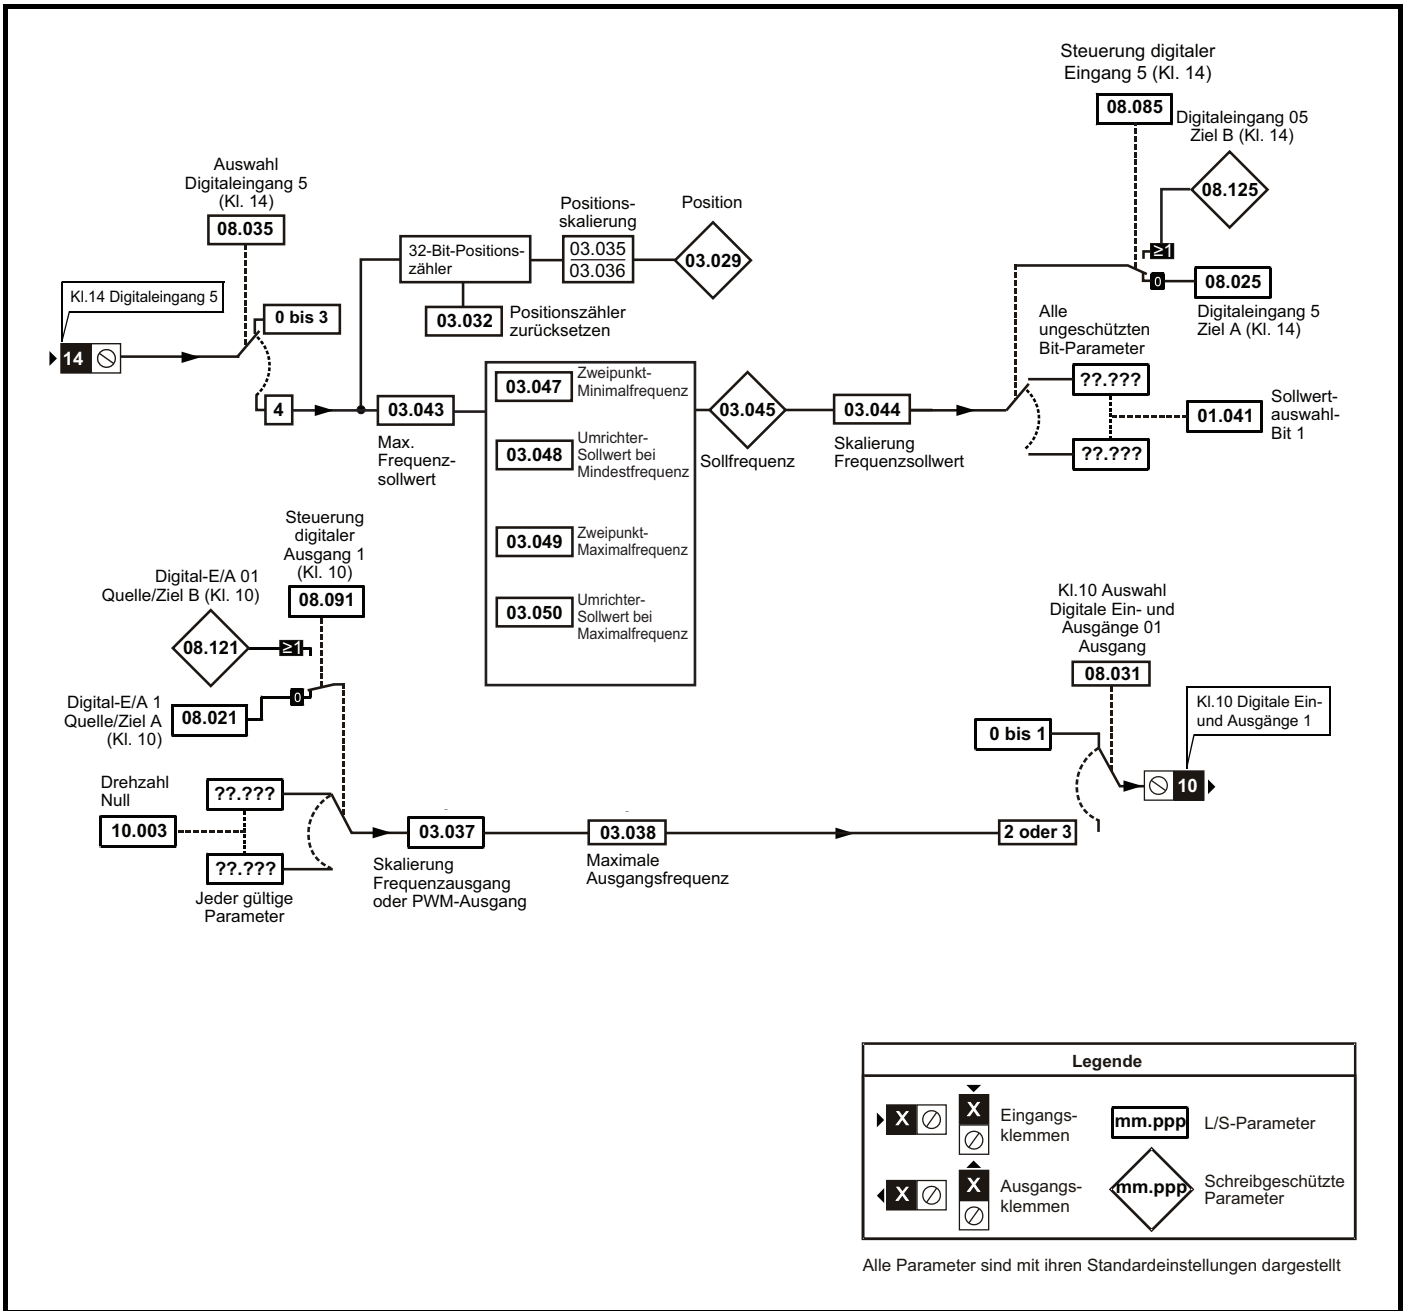 Steuerung digitaler
Eingang 5 (Kl. 14)
08.085
Digitaleingang 05
Ziel B (Kl. 14)
08.125
≥1
0
08.025
Digitaleingang 5
Ziel A (Kl. 14)
Auswahl
Digitaleingang 5
(Kl. 14)
08.035
Kl.14 Digitaleingang 5
14
0 bis 3
4
32-Bit-Positions-
zähler
Positions-
skalierung
03.035
03.036
Position
03.029
03.032
Positionszähler
zurücksetzen
03.043
Max.
Frequenz-
sollwert
03.047
Zweipunkt-
Minimalfrequenz
03.048
Umrichter-
Sollwert bei
Mindestfrequenz
03.049
Zweipunkt-
Maximalfrequenz
03.050
Umrichter-
Sollwert bei
Maximalfrequenz
03.045
Sollfrequenz
03.044
Skalierung
Frequenzsollwert
Alle
ungeschützten
Bit-Parameter
??.???
??.???
01.041
Sollwert-
auswahl-
Bit 1
Steuerung
digitaler
Ausgang 1
(Kl. 10)
08.091
Digital-E/A 01
Quelle/Ziel B (Kl. 10)
08.121
≥1
0
Digital-E/A 1
Quelle/Ziel A
(Kl. 10)
08.021
Drehzahl
Null
10.003
??.???
??.???
Jeder gültige
Parameter
03.037
Skalierung
Frequenzausgang
oder PWM-Ausgang
03.038
Maximale
Ausgangsfrequenz
Kl.10 Auswahl
Digitale Ein- und
Ausgänge 01
Ausgang
08.031
0 bis 1
2 oder 3
Kl.10 Digitale Ein-
und Ausgänge 1
10
Legende
X
X
Eingangs-
klemmen
mm.ppp
L/S-Parameter
X
X
Ausgangs-
klemmen
mm.ppp
Schreibgeschützte
Parameter
Alle Parameter sind mit ihren Standardeinstellungen dargestellt